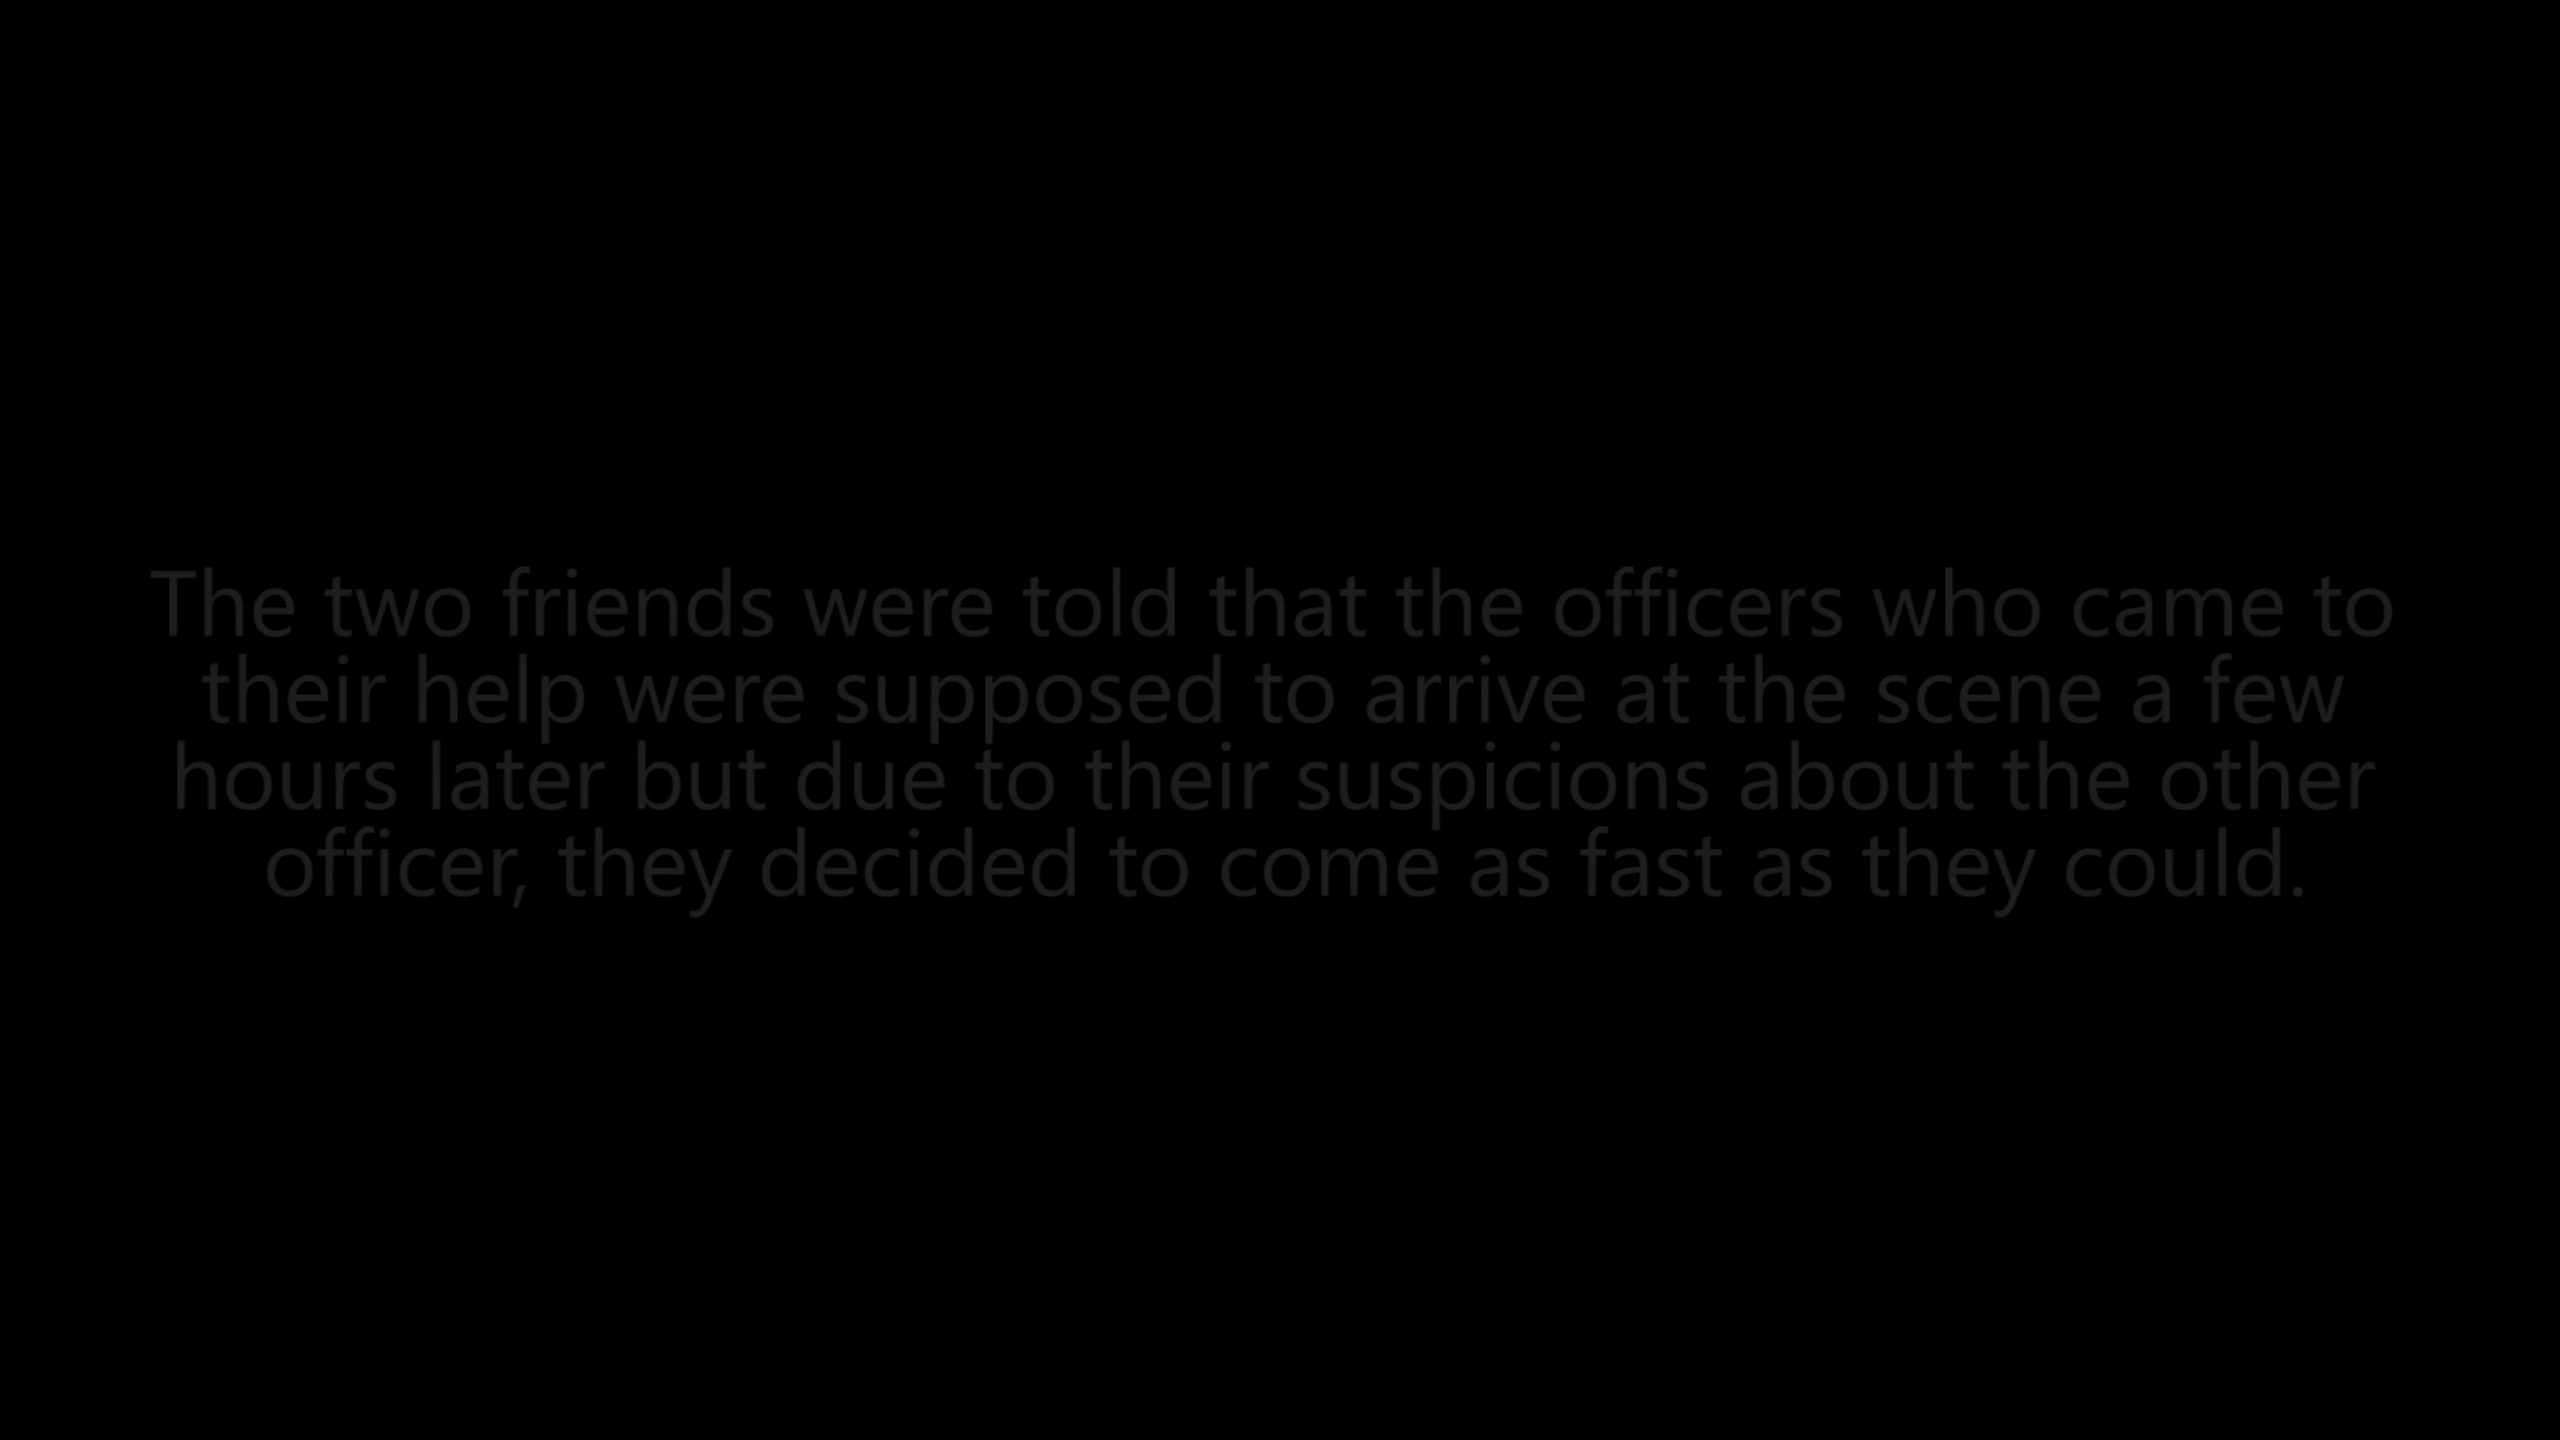 The two friends were told that the officers who came to
their help were supposed to arrive at the scene a few
hours later but due to their suspicions about the other
officer, they decided to come as fast as they could.